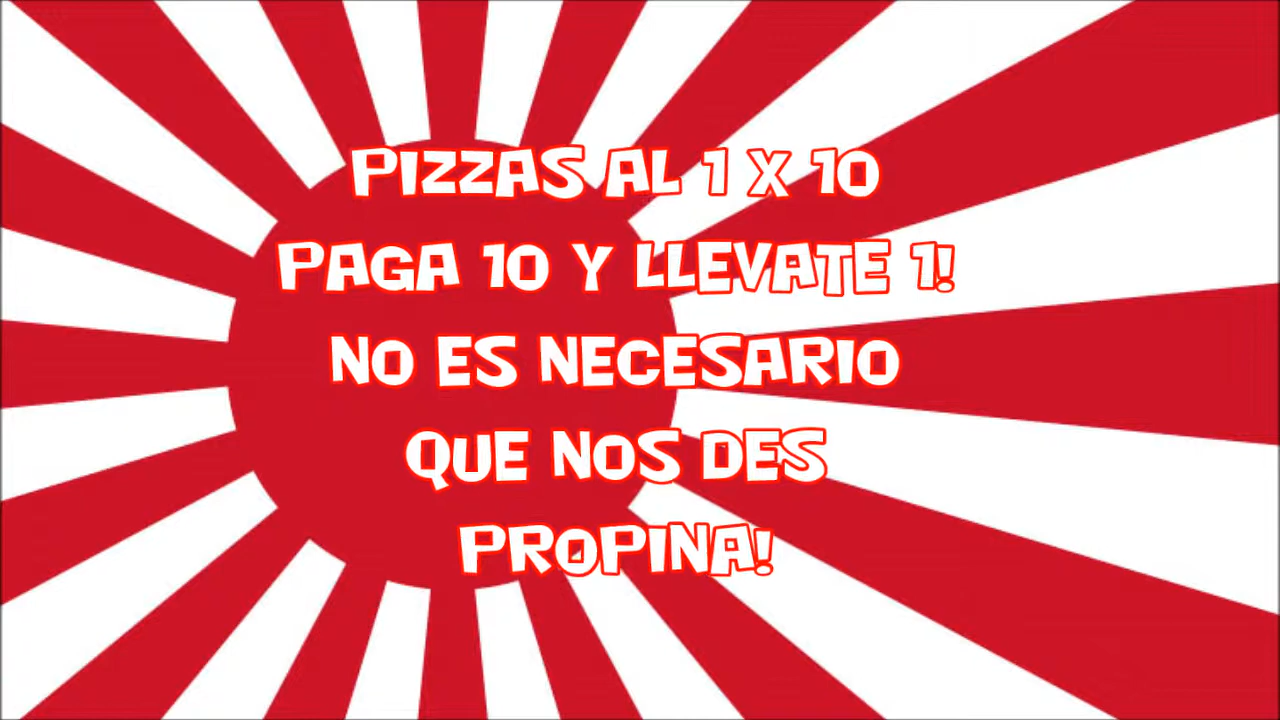 PIZZAS AL 1 X 10
PAGA 10 Y LLEVATE 1!
NO ES NECESARIO
QUE NOS DES
PROPINA!